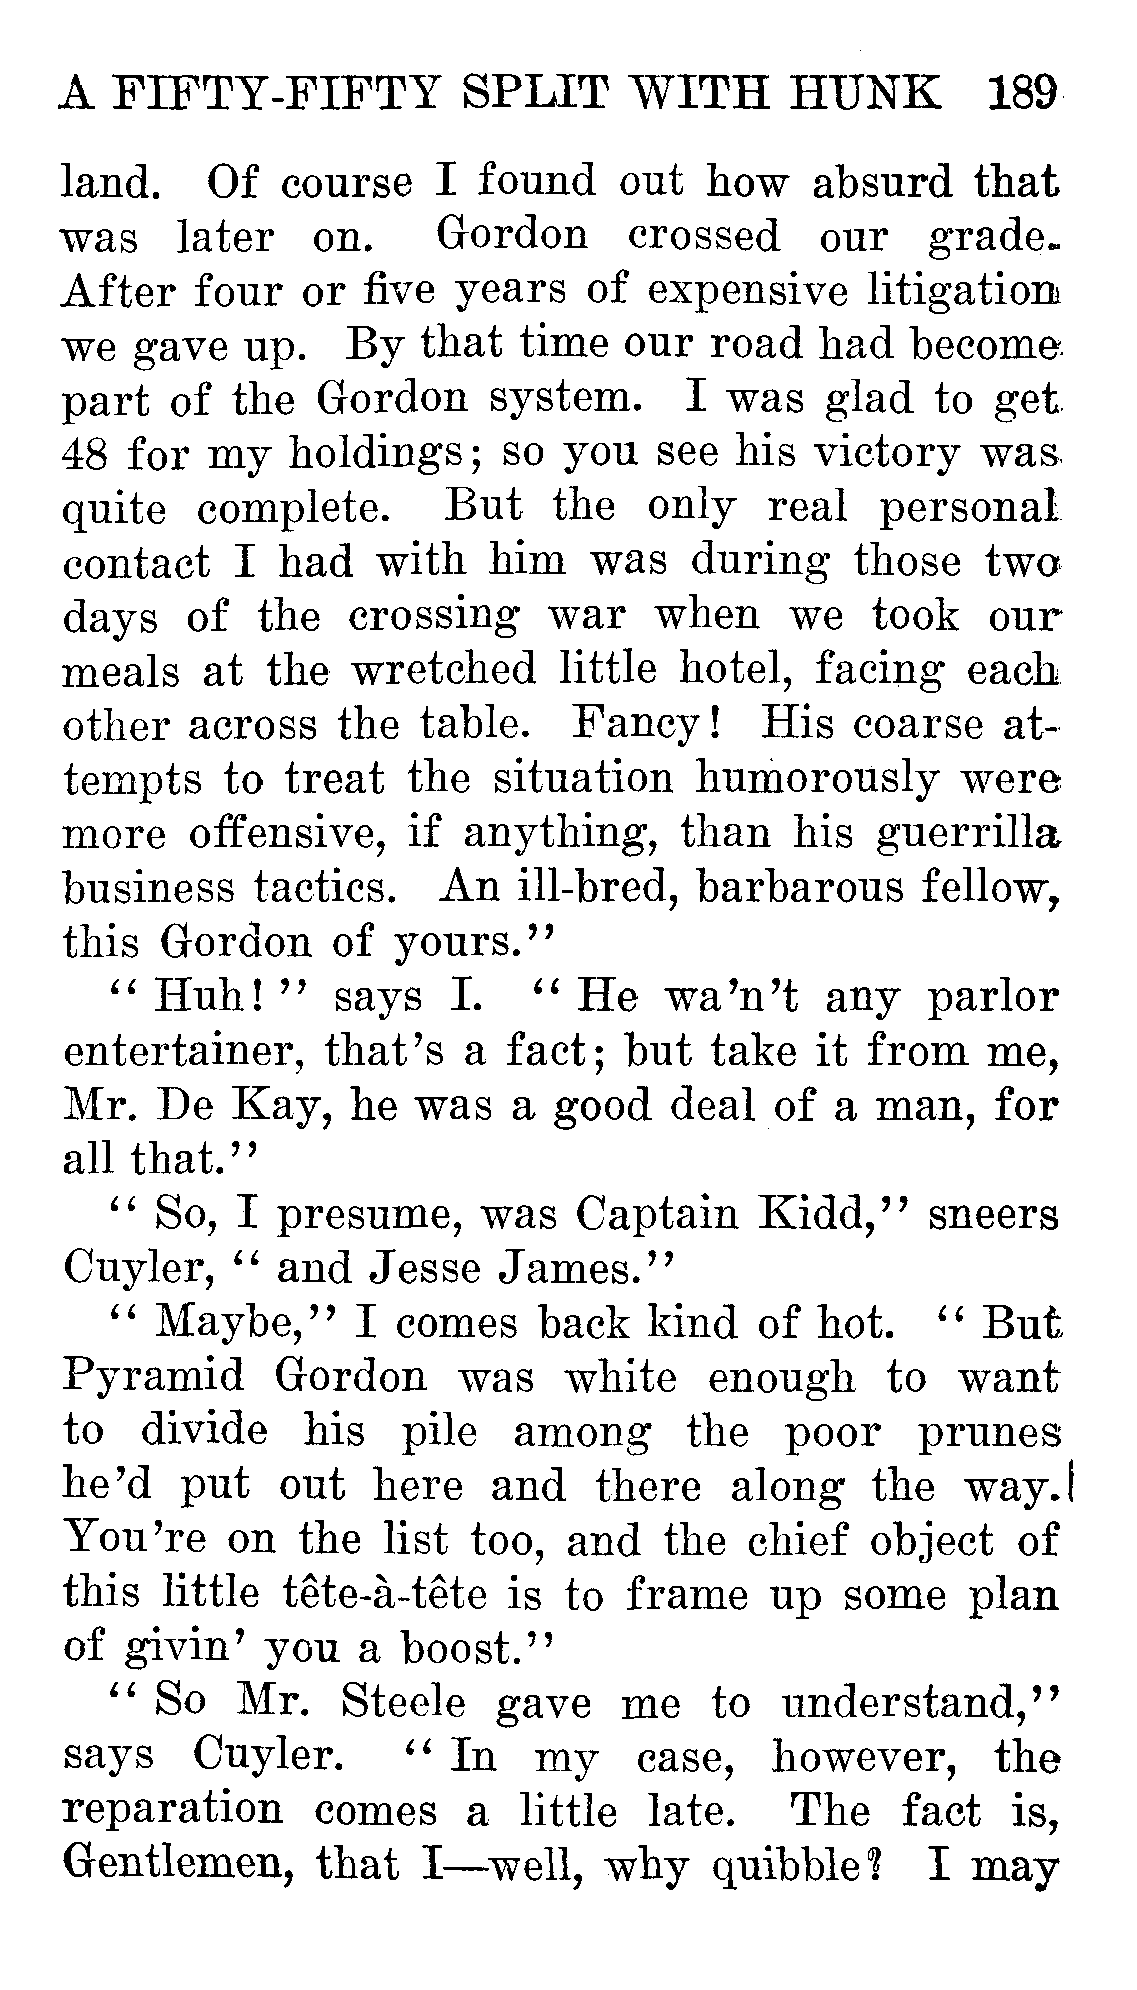 A FIFTY-FIFTY SPLIT WITH HUNK 189
land. Of course I found out how absurd that
was later on. Gordon crossed our grade.
After four or five years of expensive litigation
we gave up. By that time our road had become
part of the Gordon system. I was glad to get
48 for my holdings; so you see his victory was
quite complete. But the only real personal
contact I had with him was during those two
days of the crossing war when we took our
meals at the wretched little hotel, facing each
other across the table. Fancy! His coarse at-
tempts to treat the situation humorously were
more offensive, if anything, than his guerrilla
business tactics. An ill-bred, barbarous fellow,
this Gordon of yours.''
"Huh!" says I. "He wa'n't any parlor
entertainer, that's a fact; but take it from me,
Mr. De Kay, he was a good deal of a man, for
all that."
"So, I presume, was Captain Kidd," sneers
Cuyler, "and Jesse James."
"Maybe," I comes back kind of hot. "But
Pyramid Gordon was white enough to want
to divide his pile among the poor prunes
he'd put out here and there along the way.
You're on the list too, and the chief object of
this little tête-à-tête is to frame up some plan
of givin' you a boost."
"So Mr. Steele gave me to understand,"
says Cuyler. "In my case, however, the
reparation comes a little late. The fact is,
Gentlemen, that I—well, why quibble? I may